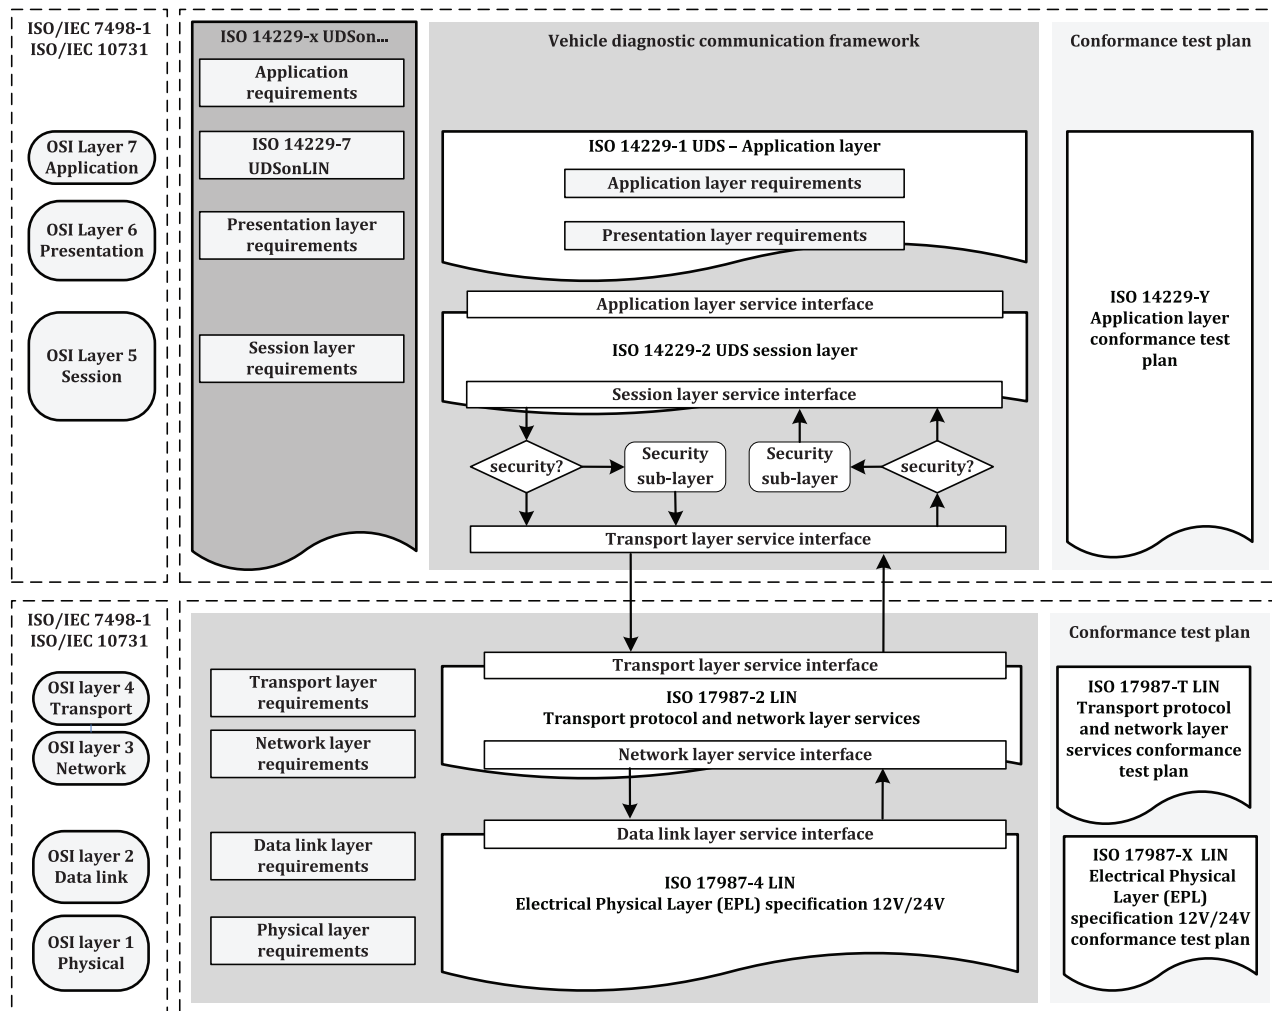 ISO/IEC 7498-1
ISO/IEC 10731
ISO 14229-x UDSon...
Vehicle diagnostic communication framework
Conformance test plan
Application
requirements
OSI Layer 7
Application
ISO 14229-7
UDSonLIN
ISO 14229-1 UDS – Application layer
Application layer requirements
OSI Layer 6
Presentation
Presentation layer
requirements
Presentation layer requirements
ISO 14229-Y
Application layer
conformance test
plan
Application layer service interface
OSI Layer 5
Session
Session layer
requirements
ISO 14229-2 UDS session layer
Session layer service interface
security?
Security
sub-layer
Security
sub-layer
security?
Transport layer service interface
ISO/IEC 7498-1
ISO/IEC 10731
Conformance test plan
OSI layer 4
Transport
Transport layer
requirements
Transport layer service interface
ISO 17987-2 LIN
Transport protocol and network layer services
ISO 17987-T LIN
Transport protocol
and network layer
services conformance
test plan
OSI layer 3
Network
Network layer
requirements
Network layer service interface
OSI layer 2
Data link
Data link layer
requirements
Data link layer service interface
ISO 17987-4 LIN
Electrical Physical Layer (EPL) specification 12V/24V
ISO 17987-X LIN
Electrical Physical
Layer (EPL)
specification 12V/24V
conformance test plan
OSI layer 1
Physical
Physical layer
requirements